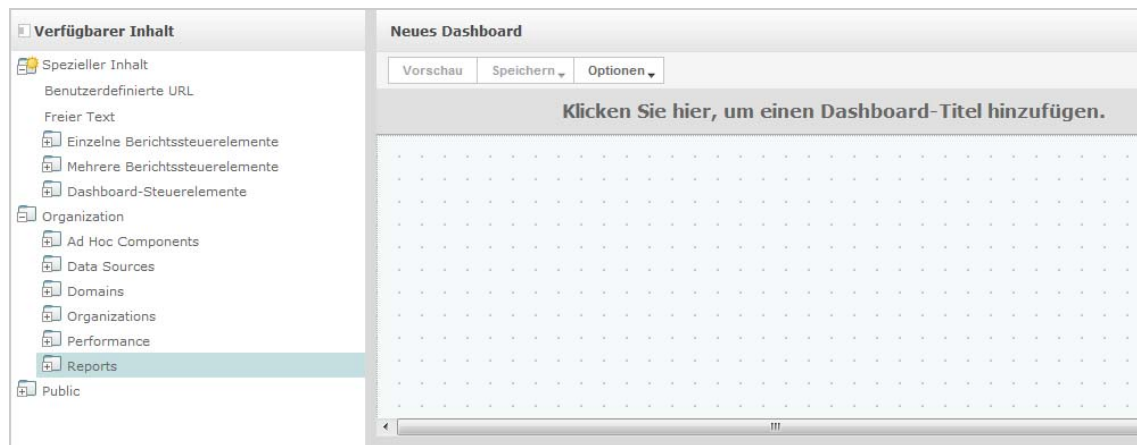 Verfügbarer Inhalt
Spezieller Inhalt
Benutzerdefinierte URL
Freier Text
Einzelne Berichtssteuerelemente
Mehrere Berichtssteuerelemente
Dashboard-Steuerelemente
Organization
Ad Hoc Components
Data Sources
Domains
Organizations
Performance
Reports
Public
Neues Dashboard
Vorschau Speichern Optionen
Klicken Sie hier, um einen Dashboard-Titel hinzufügen.